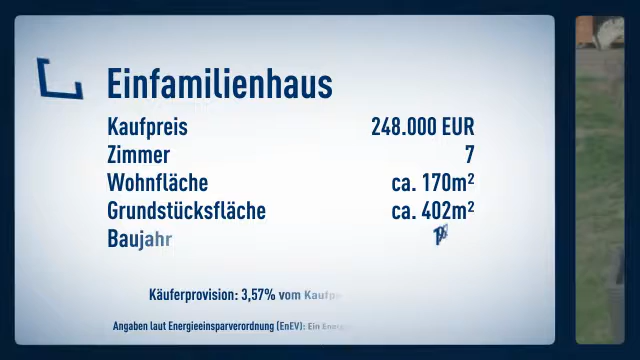 Einfamilienhaus
Kaufpreis 248.000 EUR
Zimmer 7
Wohnfläche ca. 170m²
Grundstücksfläche ca. 402m²
Baujahr
Käuferprovision: 3,57% vom
Angaben laut Energieeinsparverordnung (EnEV): Ein